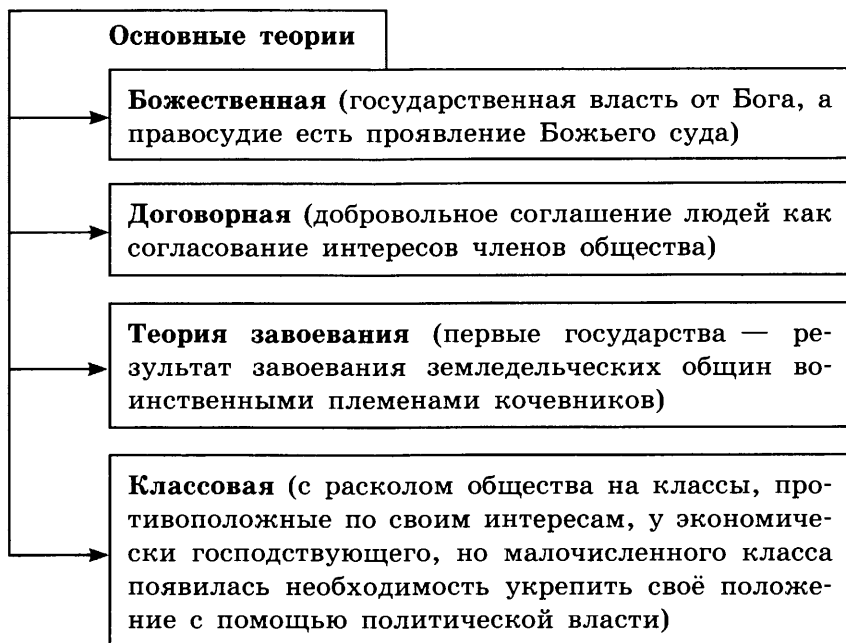 Основные теории
Божественная (государственная власть от Бога, а
правосудие есть проявление Божьего суда)
Договорная (добровольное соглашение людей как
согласование интересов членов общества)
Теория завоевания (первые государства — ре-
зультат завоевания земледельческих общин во-
инственными племенами кочевников)
Классовая (с расколом общества на классы, про-
тивоположные по своим интересам, у экономиче-
ски господствующего, но малочисленного класса
появилась необходимость укрепить своё положе-
ние с помощью политической власти)